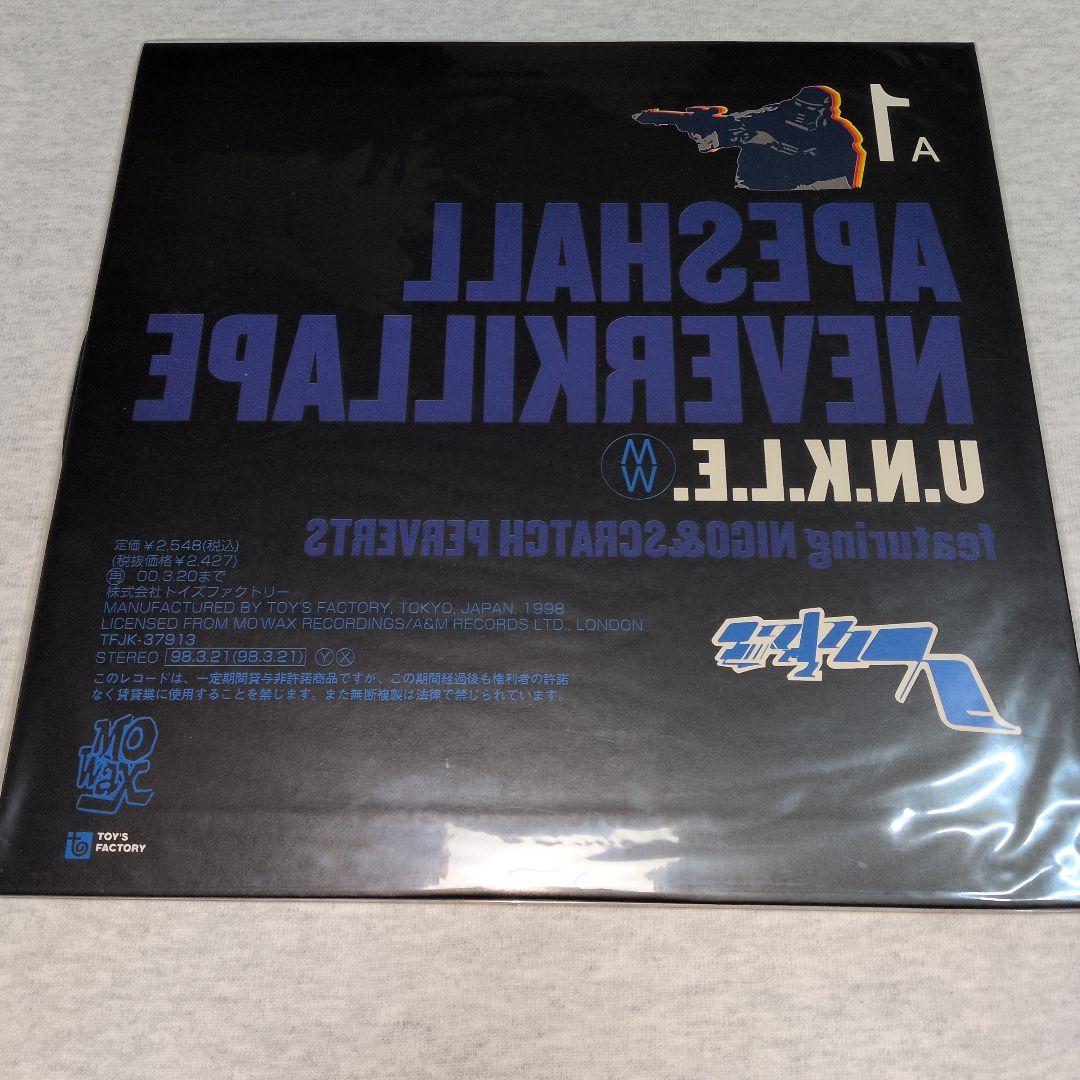 1A
APESHALL
NEVERKILLAPE
U.N.K.L.E. MW
featuring NIGO&SCRATCH PERVERTS
定価¥2,548(税込)
(税抜価格¥2,427)
再 00.3.20まで
株式会社トイズファクトリー
MANUFACTURED BY TOY'S FACTORY, TOKYO, JAPAN. 1998
LICENSED FROM MO WAX RECORDINGS/A&M RECORDS LTD., LONDON
TFJK-37913
STEREO 98.3.21(98.3.21) Y X
このレコードは、一定期間貸与非許諾商品ですが、この期間経過後も権利者の許諾
なく賃貸業に使用することを禁じます。また無断複製は法律で禁じられています。
MO
Wax
TOY'S
FACTORY